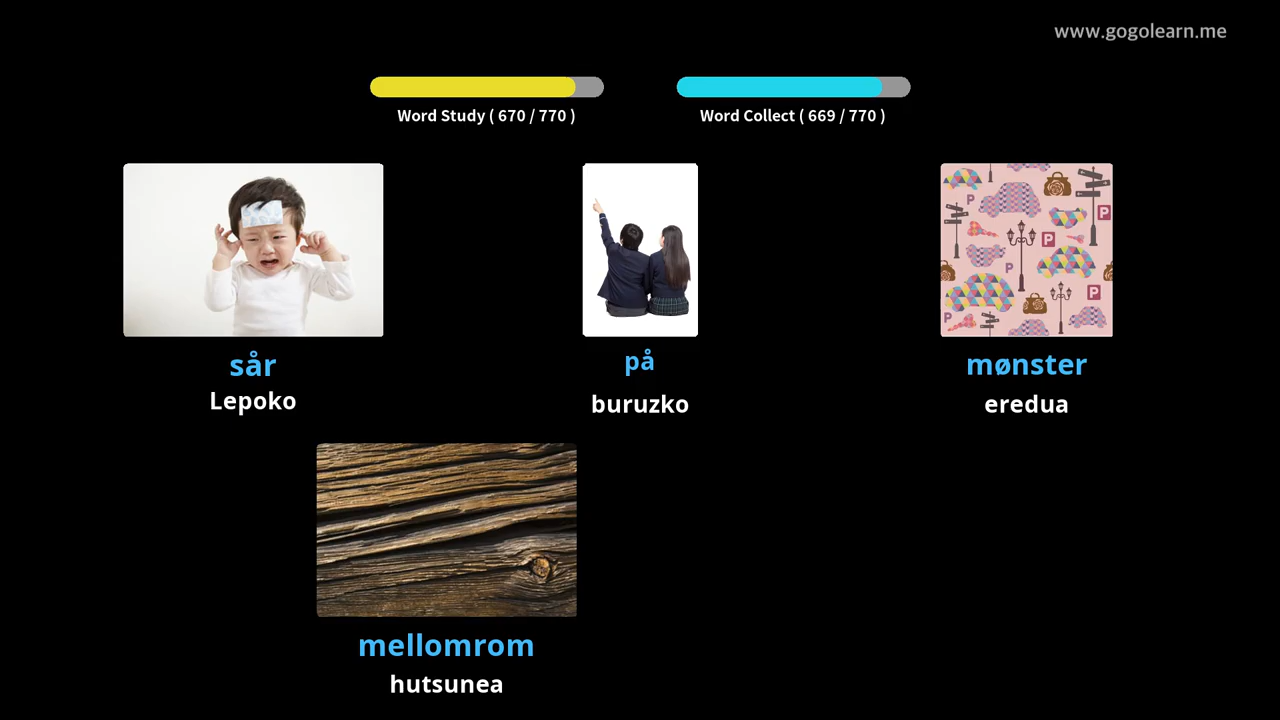 www.gogolearn.me
Word Study ( 670 / 770 )
Word Collect ( 669 / 770 )
P
P
P
P
P
P
sår
på
mønster
Lepoko
buruzko
eredua
mellomrom
hutsunea